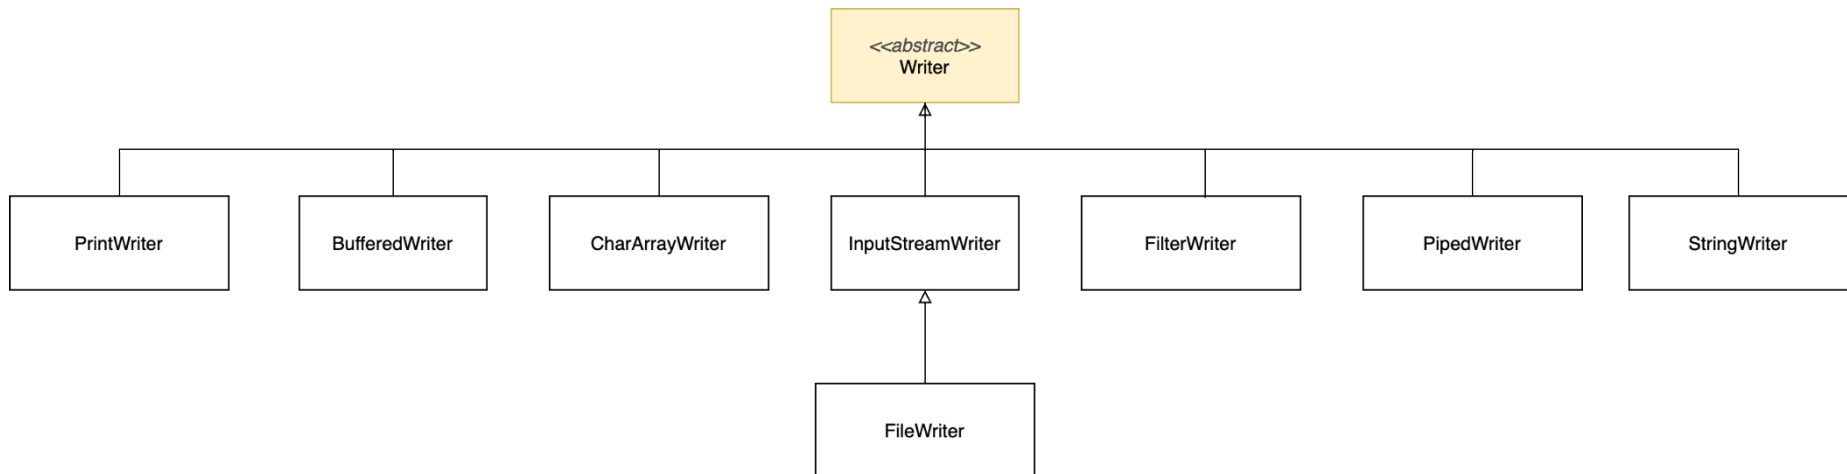 <<abstract>>
Writer
PrintWriter
BufferedWriter
CharArrayWriter
InputStreamWriter
FilterWriter
PipedWriter
StringWriter
FileWriter